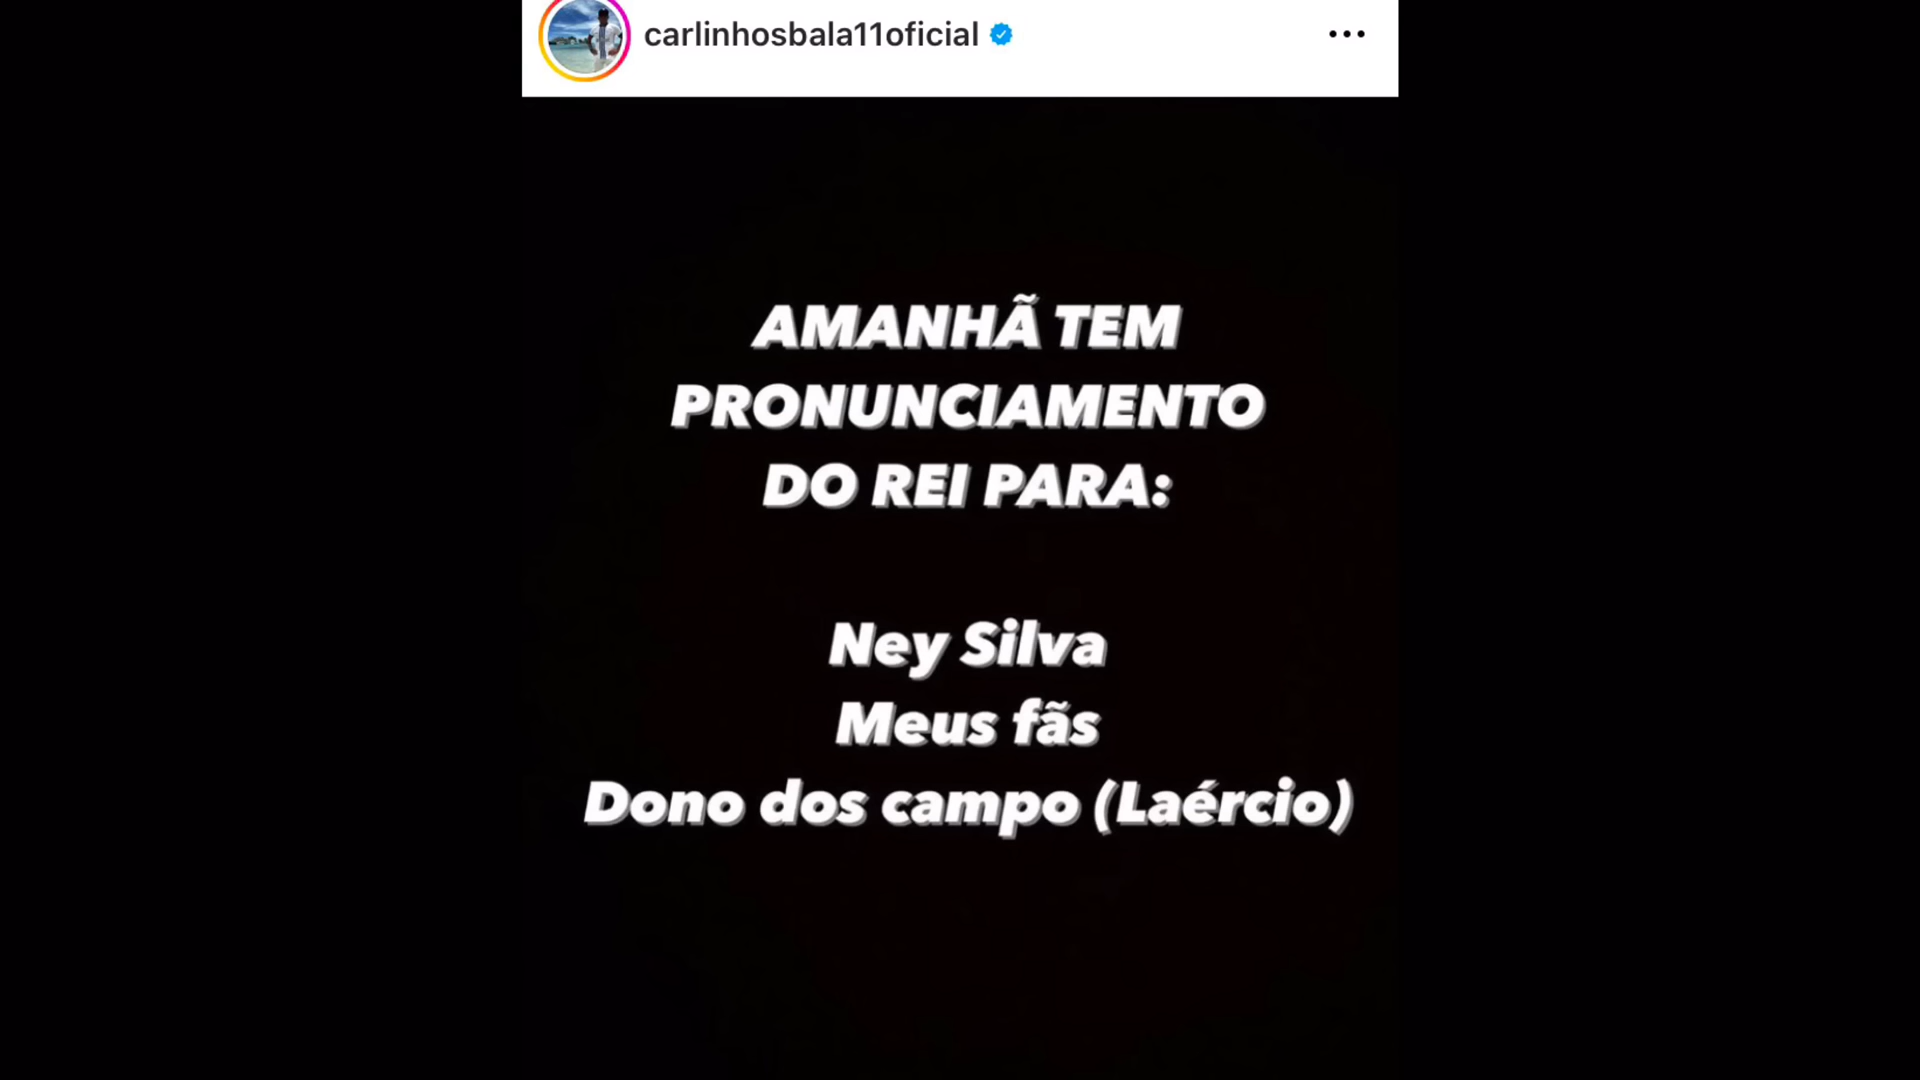 carlinhosbala11oficial
AMANHÃ TEM
PRONUNCIAMENTO
DO REI PARA:
Ney Silva
Meus fãs
Dono dos campo (Laércio)